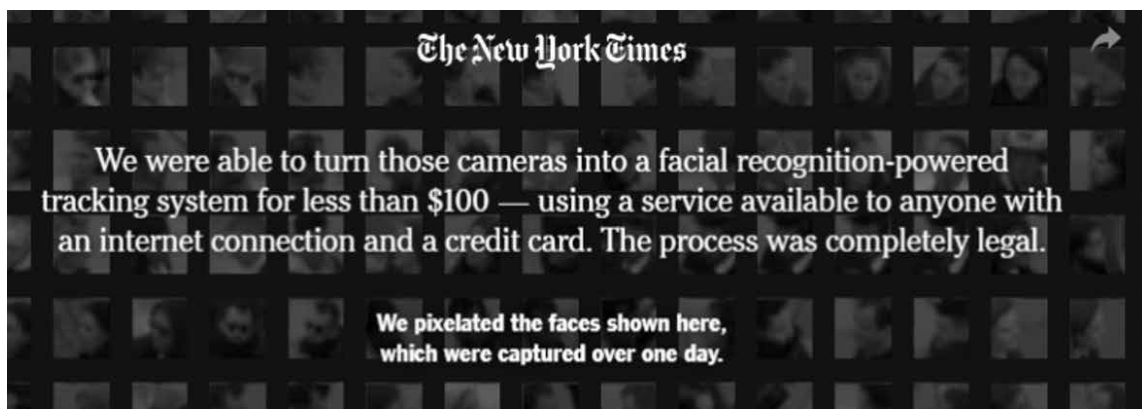 The New York Times
We were able to turn those cameras into a facial recognition-powered
tracking system for less than $100 — using a service available to anyone with
an internet connection and a credit card. The process was completely legal.
We pixelated the faces shown here,
which were captured over one day.